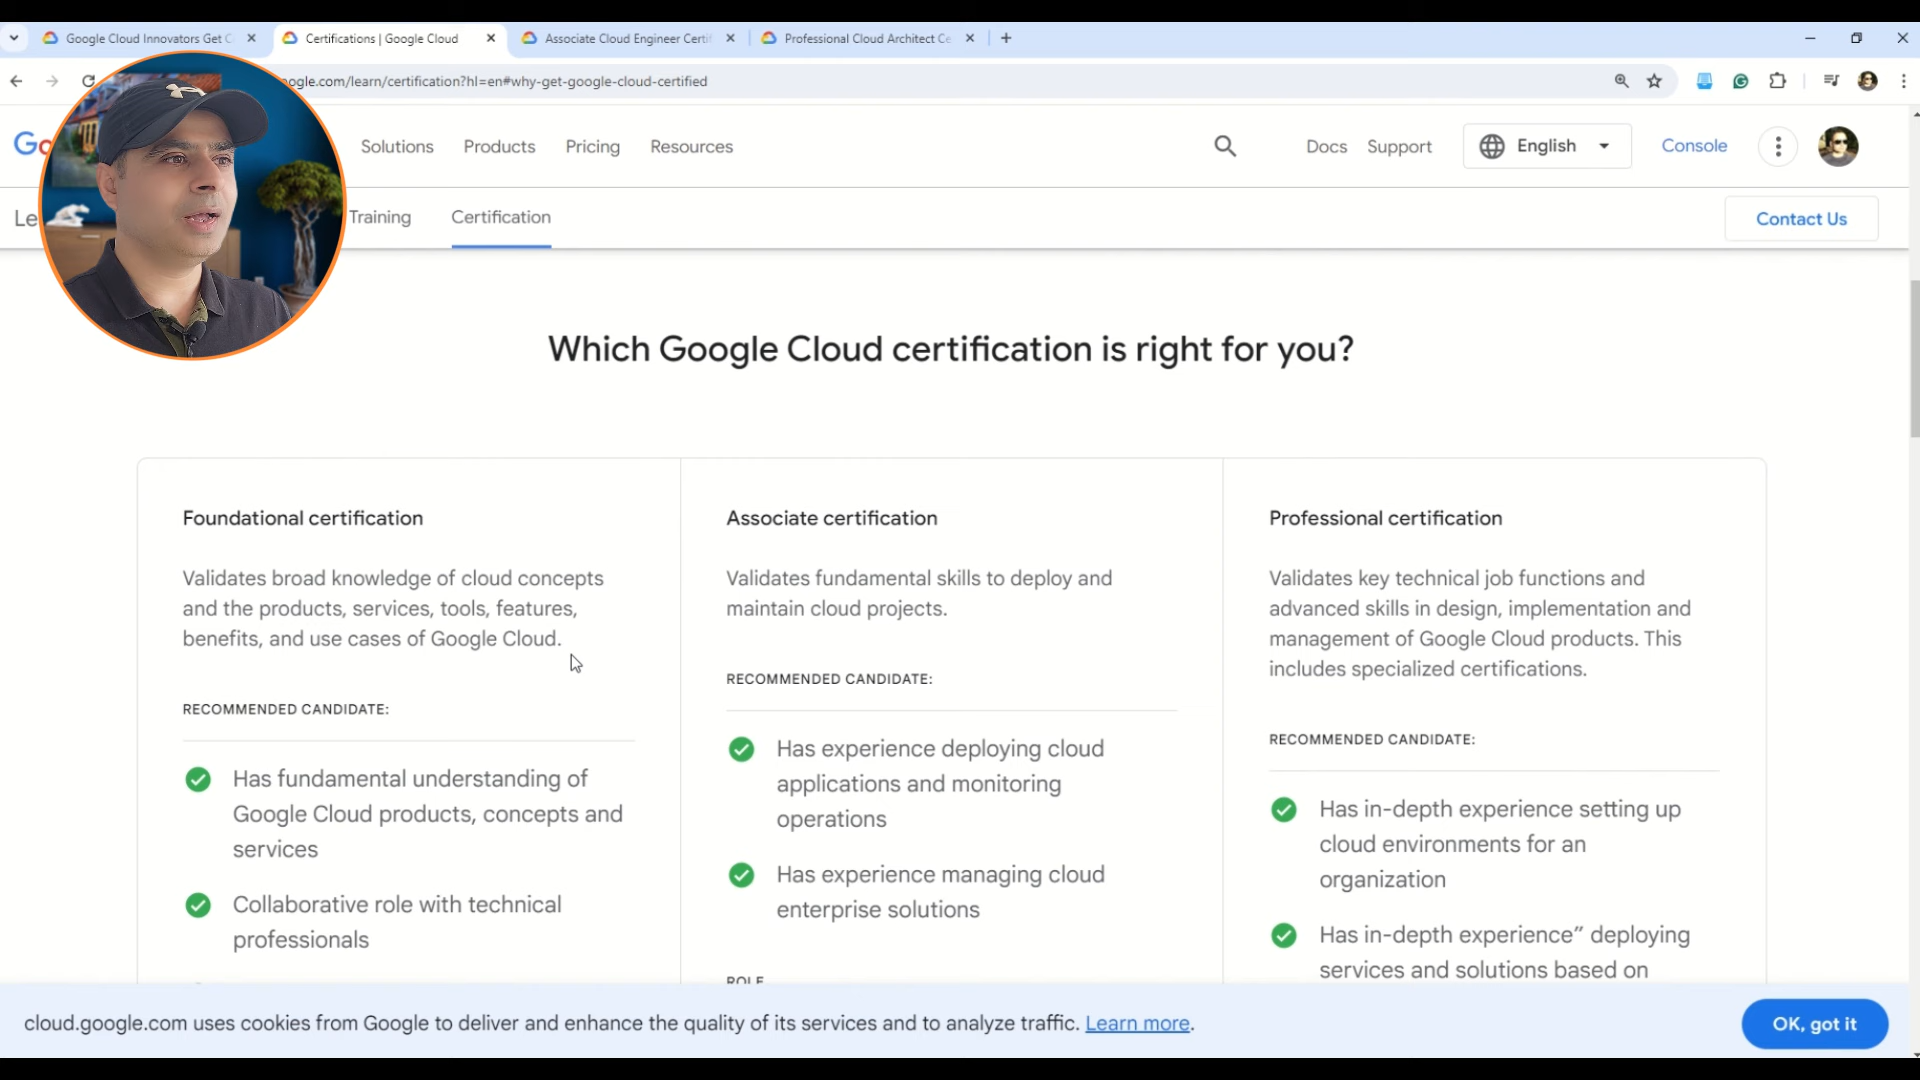 Google Cloud Innovators Get C
Certifications | Google Cloud
Associate Cloud Engineer Certif
Professional Cloud Architect Ce
ogle.com/learn/certification?hl=en#why-get-google-cloud-certified
Go
Solutions
Products
Pricing
Resources
Docs
Support
English
Console
Le
Training
Certification
Contact Us
Which Google Cloud certification is right for you?
Foundational certification
Validates broad knowledge of cloud concepts
and the products, services, tools, features,
benefits, and use cases of Google Cloud.
RECOMMENDED CANDIDATE:
Has fundamental understanding of
Google Cloud products, concepts and
services
Collaborative role with technical
professionals
Associate certification
Validates fundamental skills to deploy and
maintain cloud projects.
RECOMMENDED CANDIDATE:
Has experience deploying cloud
applications and monitoring
operations
Has experience managing cloud
enterprise solutions
ROLE
Professional certification
Validates key technical job functions and
advanced skills in design, implementation and
management of Google Cloud products. This
includes specialized certifications.
RECOMMENDED CANDIDATE:
Has in-depth experience setting up
cloud environments for an
organization
Has in-depth experience” deploying
services and solutions based on
cloud.google.com uses cookies from Google to deliver and enhance the quality of its services and to analyze traffic. Learn more.
OK, got it